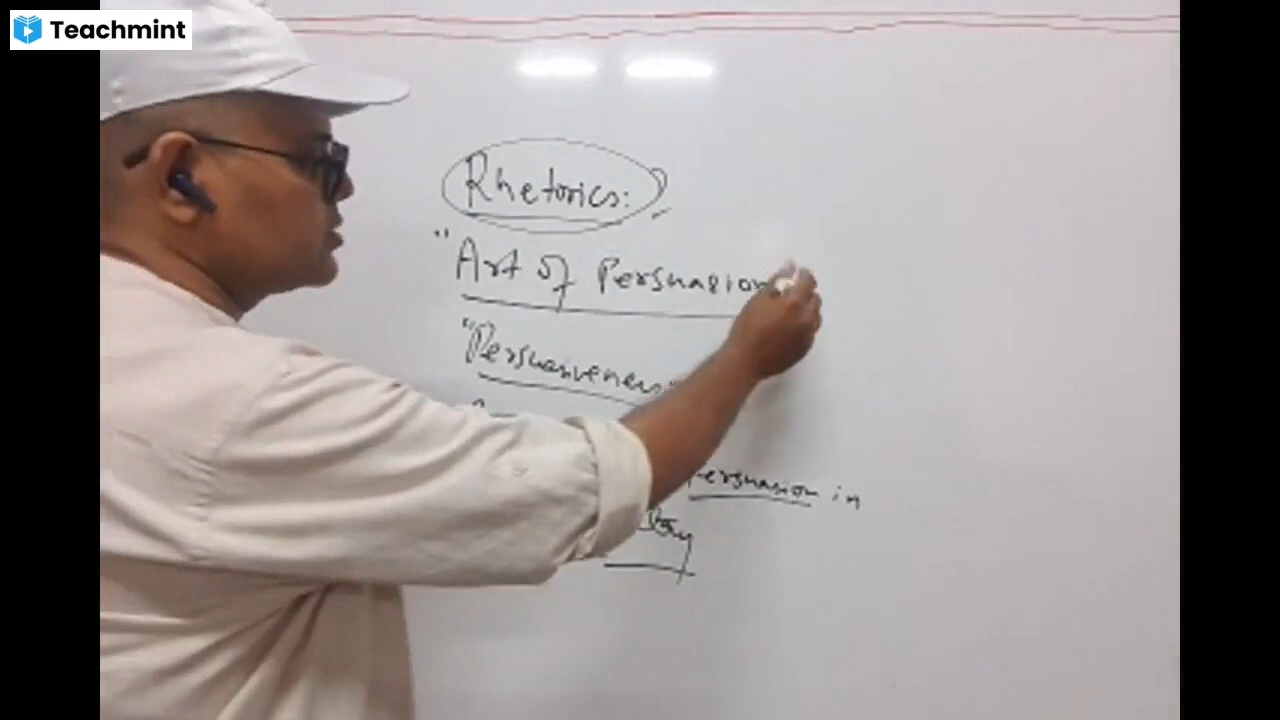 Teachmint
Rhetorics:
"Art of Persuasion
"Persuasiveness"
Persuasion in